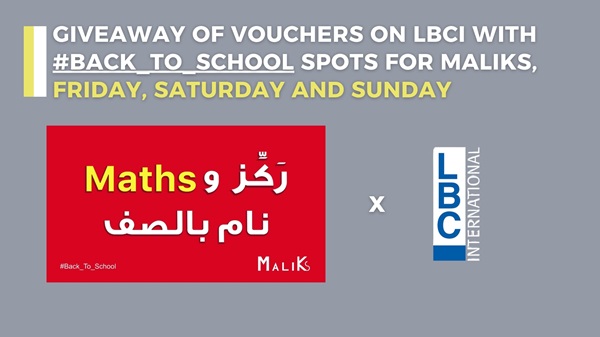 GIVEAWAY OF VOUCHERS ON LBCI WITH
#BACK_TO_SCHOOL SPOTS FOR MALIKS,
FRIDAY, SATURDAY AND SUNDAY
رَكِّز و Maths
نام بالصف
#Back_To_School
MALIKS
x
LBC
INTERNATIONAL